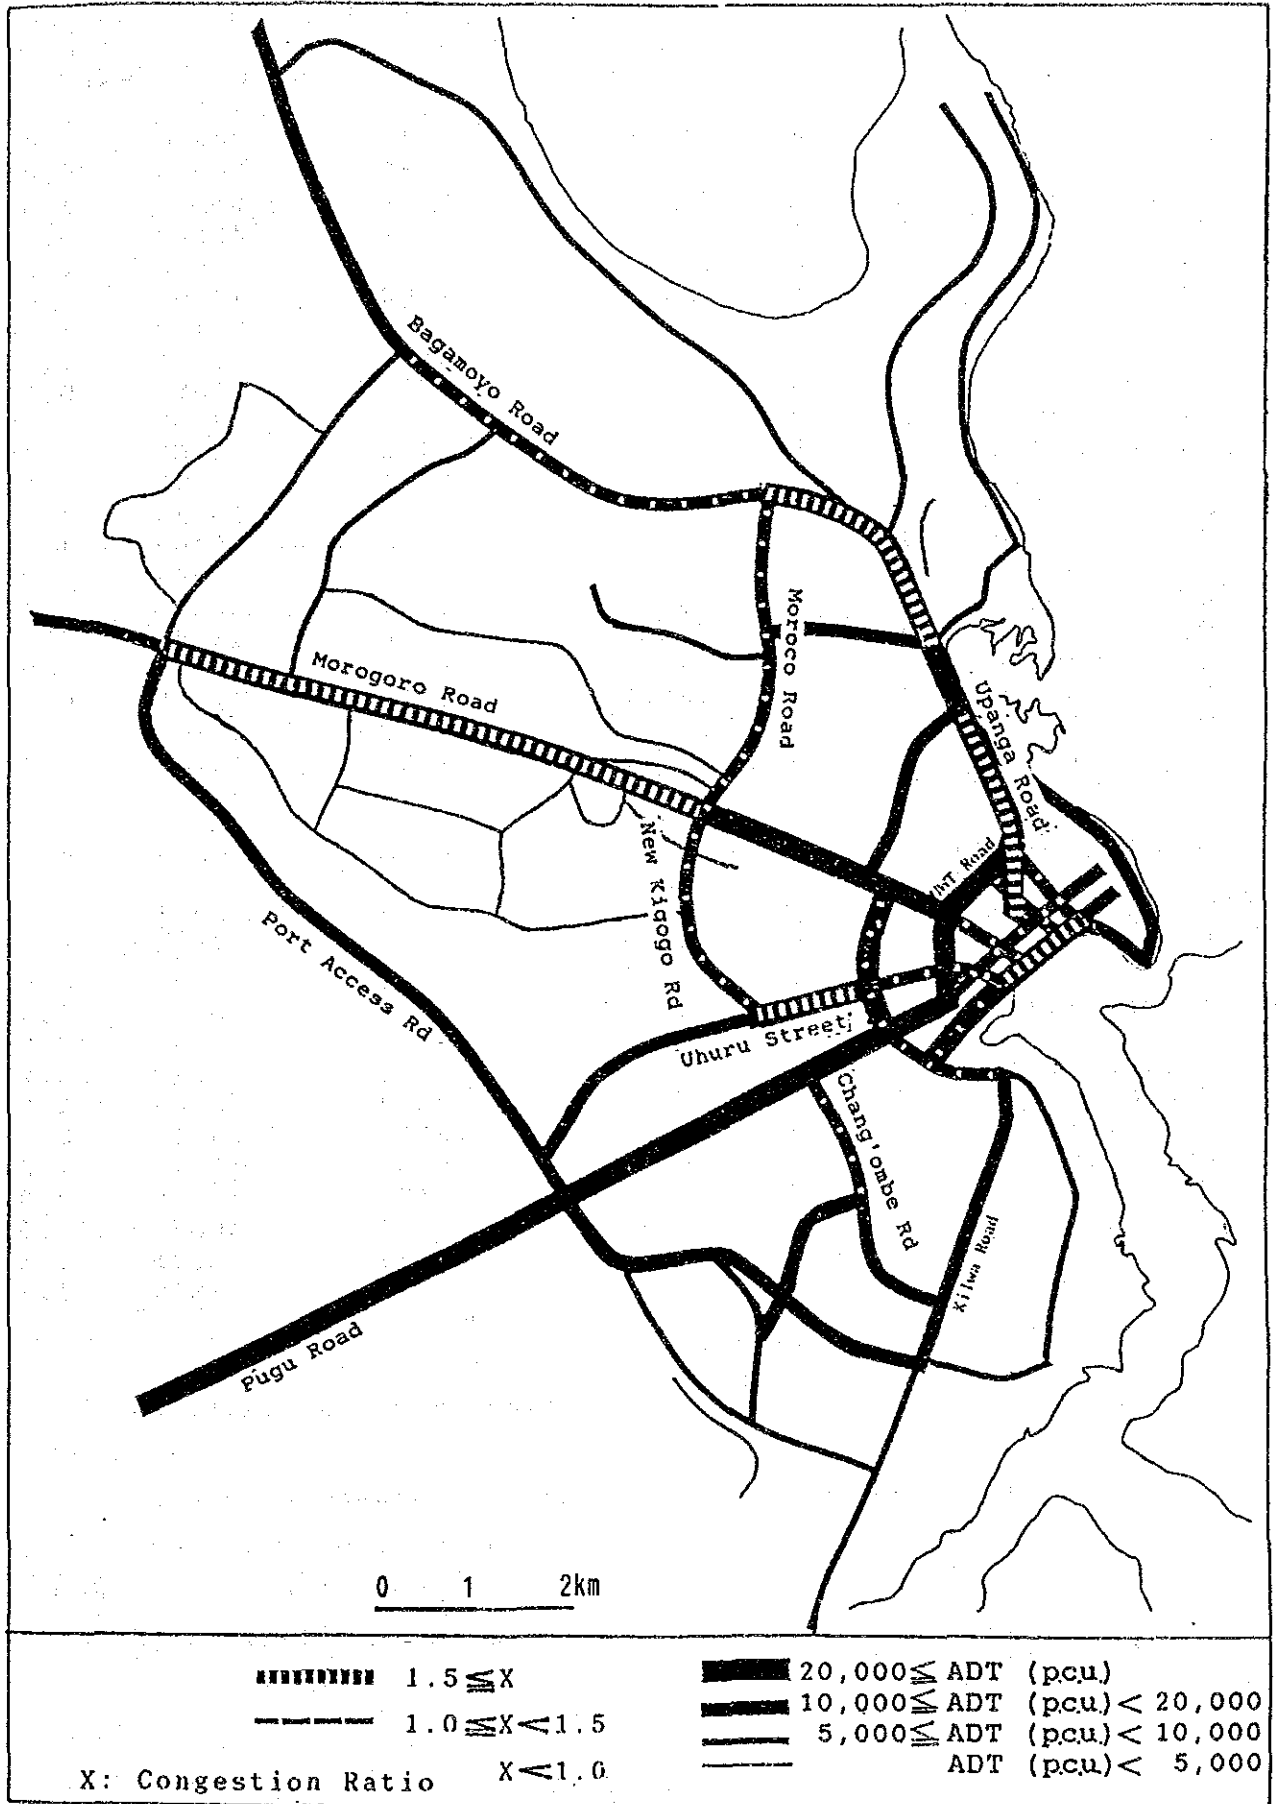 Bagamoyo Road
Moroco Road
Morogoro Road
Upanga Road
UWT Road
New Kigogo Rd
Port Access Rd
Uhuru Street
Chang'ombe Rd
Kilwa Road
Pugu Road
0 1 2km
1.5≦X
1.0≦X<1.5
X<1.0
X: Congestion Ratio
20,000≦ ADT (p.c.u.)
10,000≦ ADT (p.c.u.) < 20,000
5,000≦ ADT (p.c.u.) < 10,000
ADT (p.c.u.) < 5,000